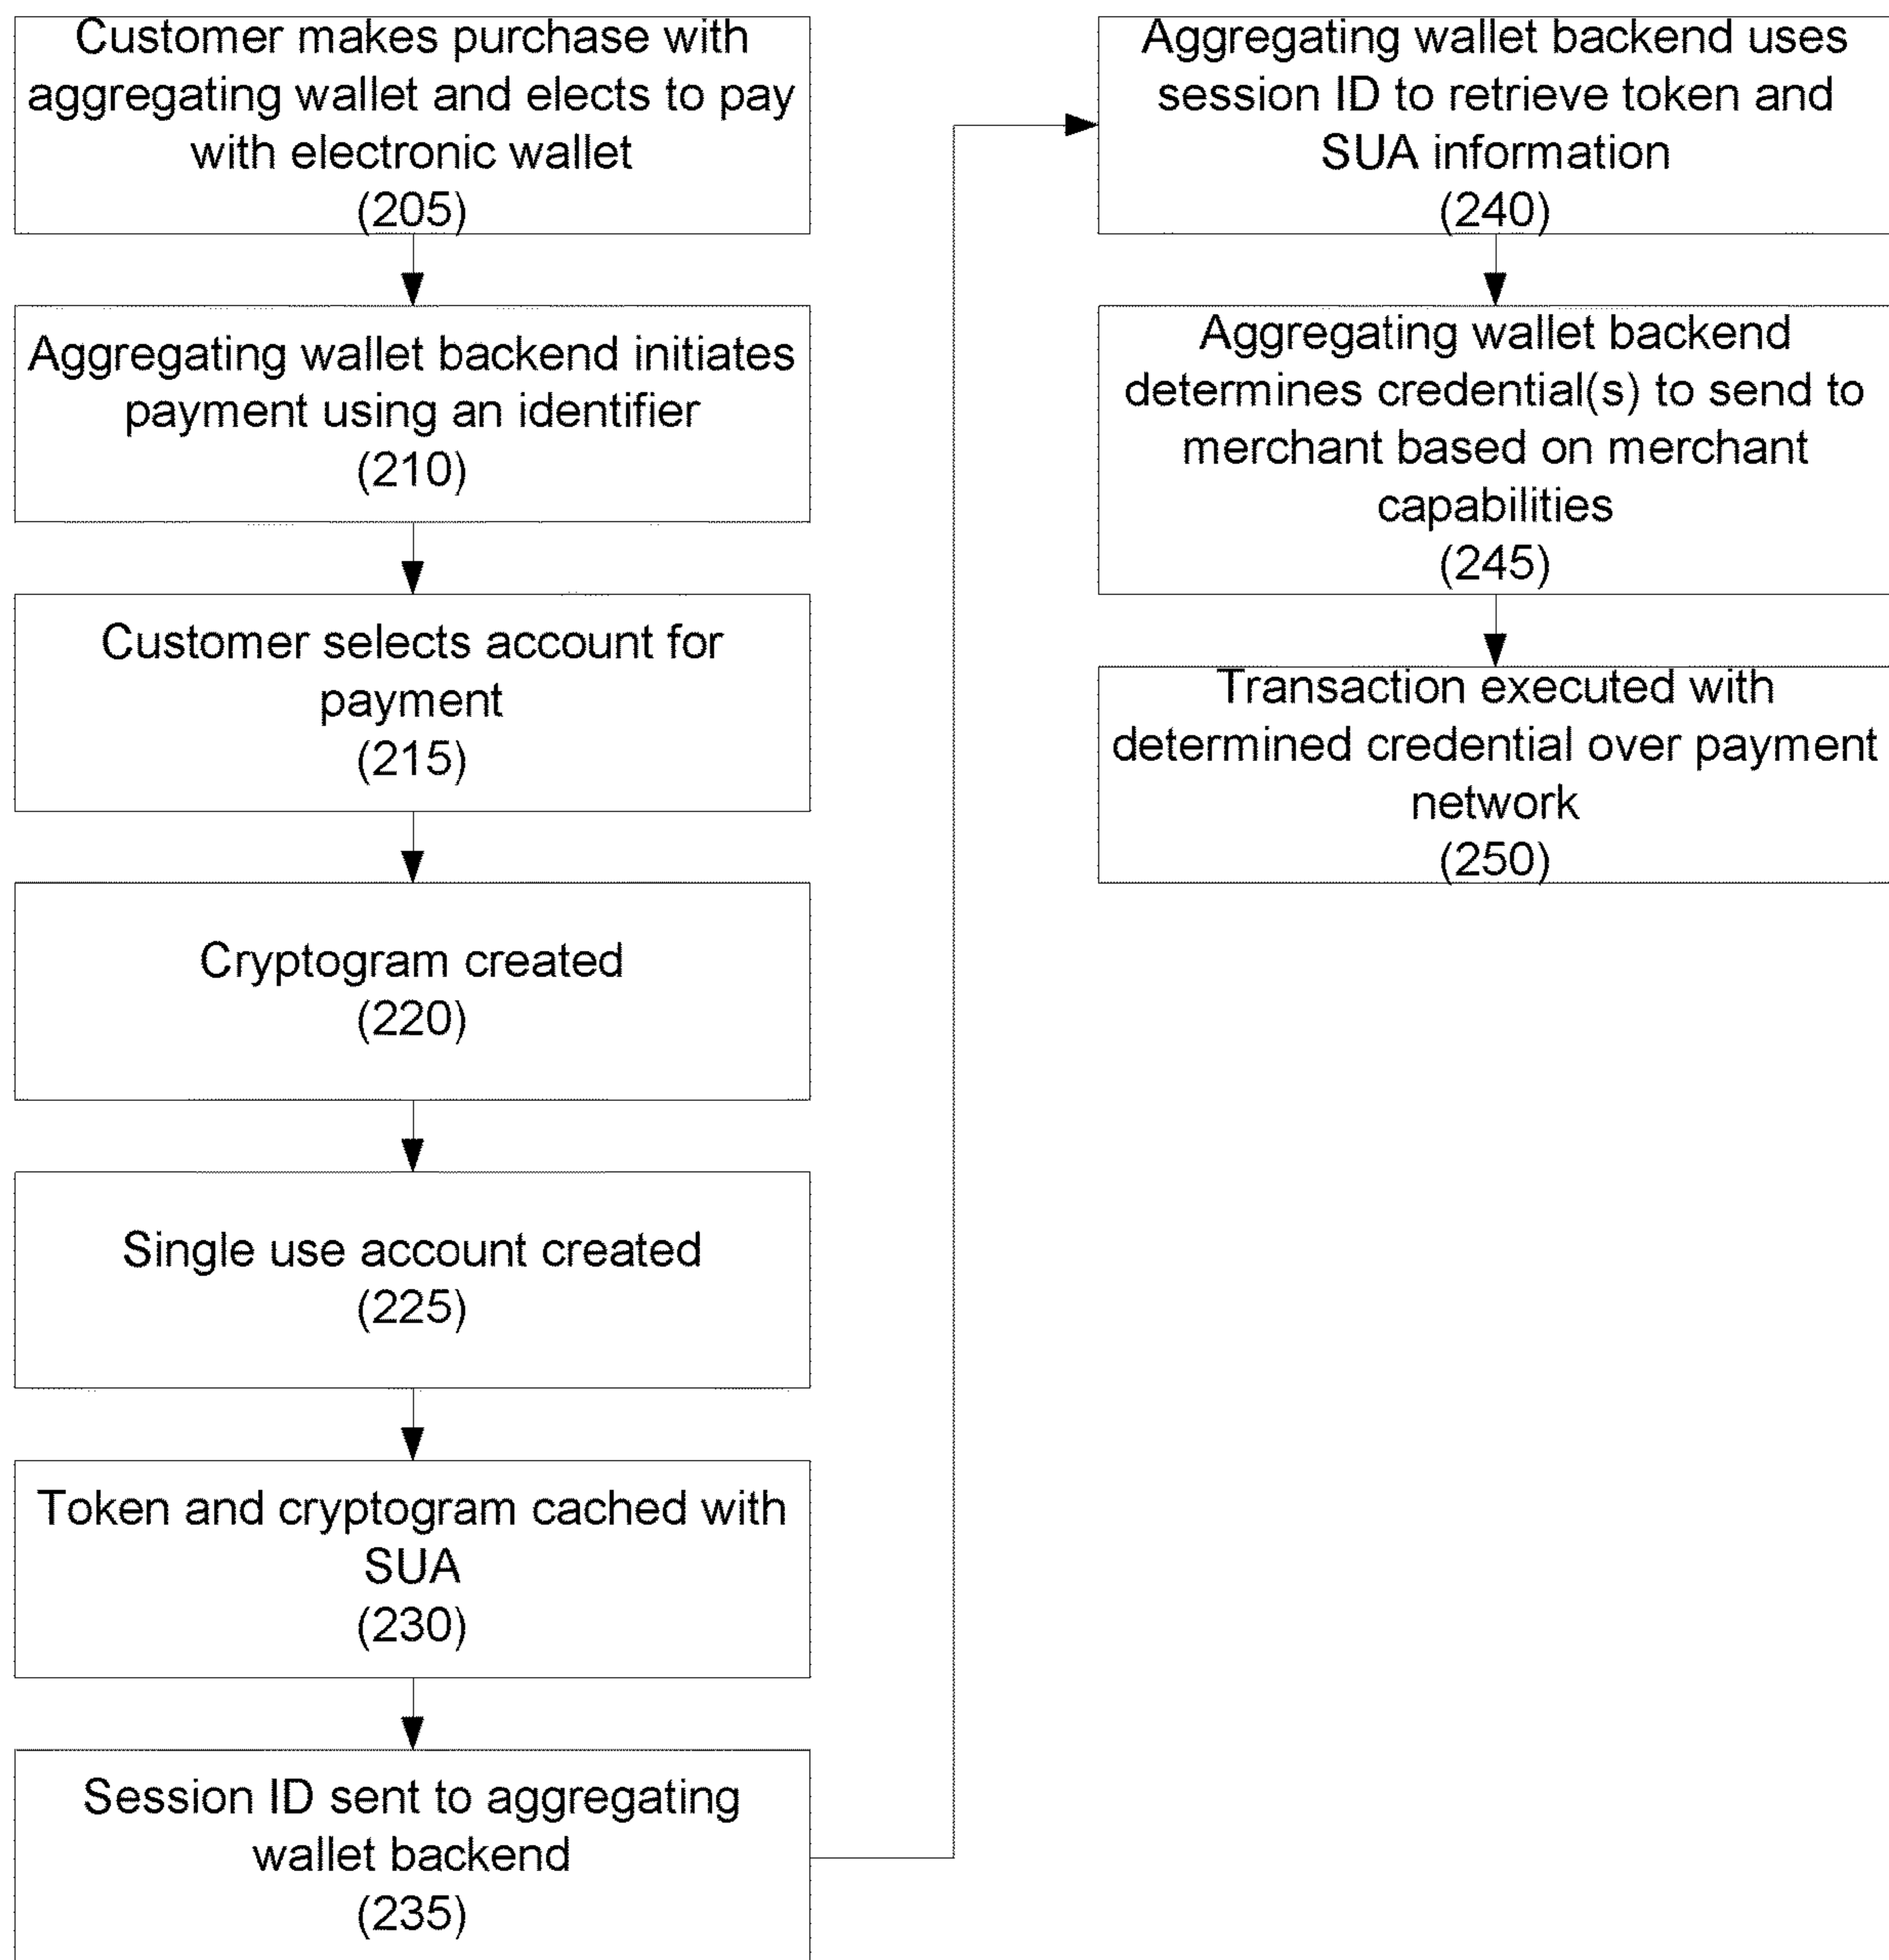 Customer makes purchase with
aggregating wallet and elects to pay
with electronic wallet
(205)
Aggregating wallet backend initiates
payment using an identifier
(210)
Customer selects account for
payment
(215)
Cryptogram created
(220)
Single use account created
(225)
Token and cryptogram cached with
SUA
(230)
Session ID sent to aggregating
wallet backend
(235)
Aggregating wallet backend uses
session ID to retrieve token and
SUA information
(240)
Aggregating wallet backend
determines credential(s) to send to
merchant based on merchant
capabilities
(245)
Transaction executed with
determined credential over payment
network
(250)